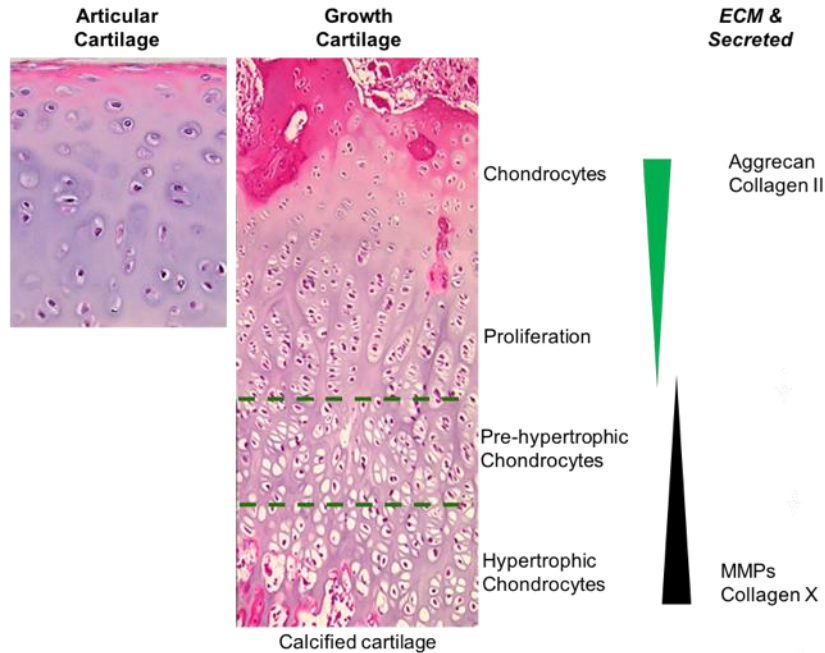 Articular
Cartilage
Growth
Cartilage
ECM &
Secreted
Chondrocytes
Aggrecan
Collagen II
Proliferation
Pre-hypertrophic
Chondrocytes
Hypertrophic
Chondrocytes
MMPs
Collagen X
Calcified cartilage